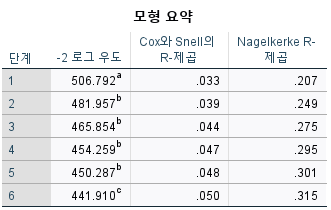 모형 요약
단계 -2 로그 우도 Cox와 Snell의 R-제곱 Nagelkerke R-제곱
1 506.792a .033 .207
2 481.957b .039 .249
3 465.854b .044 .275
4 454.259b .047 .295
5 450.287b .048 .301
6 441.910c .050 .315